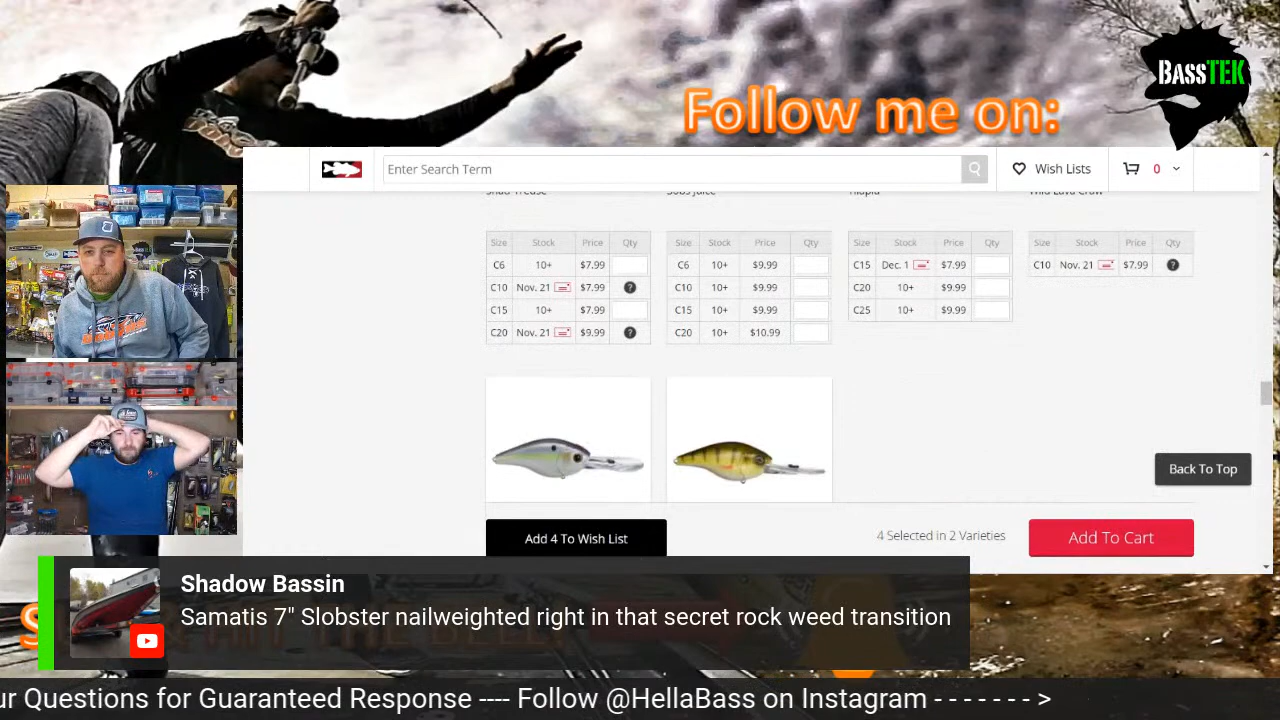 Follow me on:
BASSTEK
Enter Search Term
Wish Lists
0
Size Stock Price Qty
C6 10+ $7.99
C10 Nov. 21 $7.99 ?
C15 10+ $7.99
C20 Nov. 21 $9.99 ?
Size Stock Price Qty
C6 10+ $9.99
C10 10+ $9.99
C15 10+ $9.99
C20 10+ $10.99
Size Stock Price Qty
C15 Dec. 1 $7.99
C20 10+ $9.99
C25 10+ $9.99
Size Stock Price Qty
C10 Nov. 21 $7.99 ?
Back To Top
Add 4 To Wish List
4 Selected in 2 Varieties
Add To Cart
Shadow Bassin
Samatis 7" Slobster nailweighted right in that secret rock weed transition
ur Questions for Guaranteed Response ---- Follow @HellaBass on Instagram - - - - - - - >